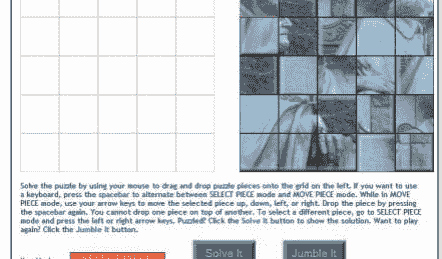 Solve the puzzle by using your mouse to drag and drop puzzle pieces onto the grid on the left. If you want to use
a keyboard, press the spacebar to alternate between SELECT PIECE mode and MOVE PIECE mode. While in MOVE
PIECE mode, use your arrow keys to move the selected piece up, down, left, or right. Drop the piece by pressing
the spacebar again. You cannot drop one piece on top of another. To select a different piece, go to SELECT PIECE
mode and press the left or right arrow keys. Puzzled? Click the Solve It button to show the solution. Want to play
again? Click the Jumble It button.
Solve It
Jumble It